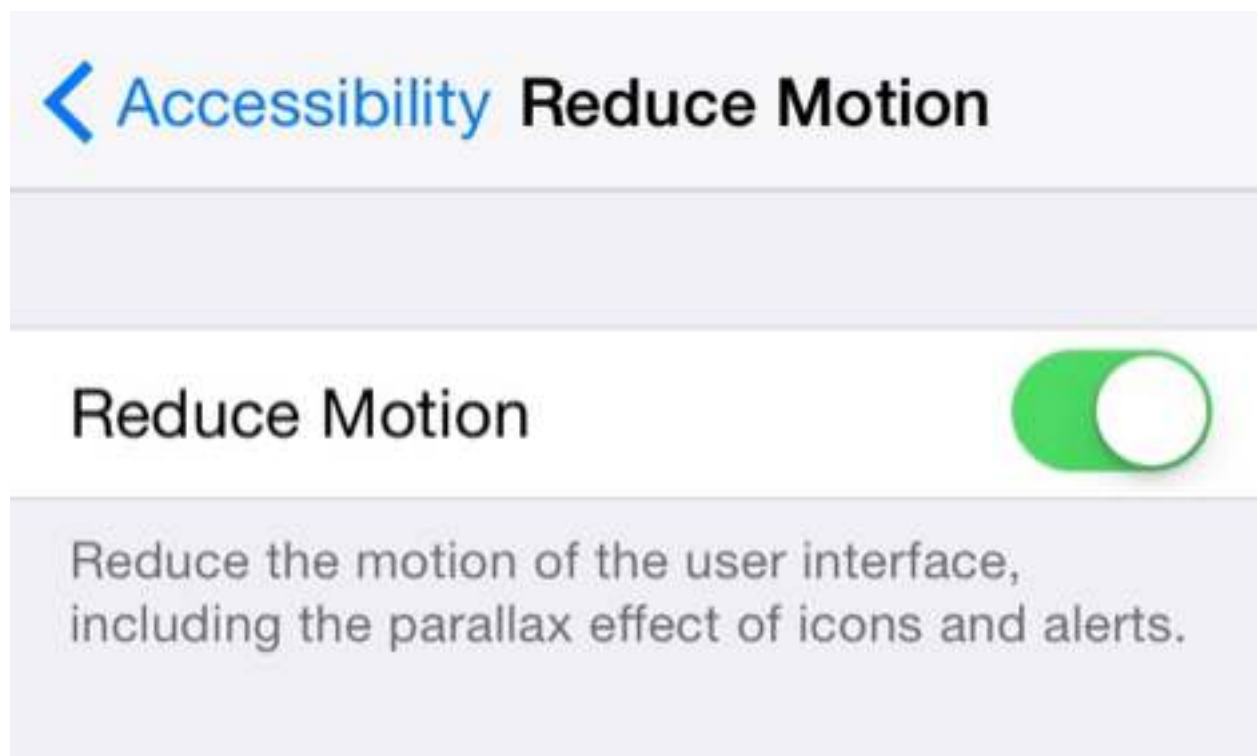 Accessibility Reduce Motion
Reduce Motion
Reduce the motion of the user interface,
including the parallax effect of icons and alerts.